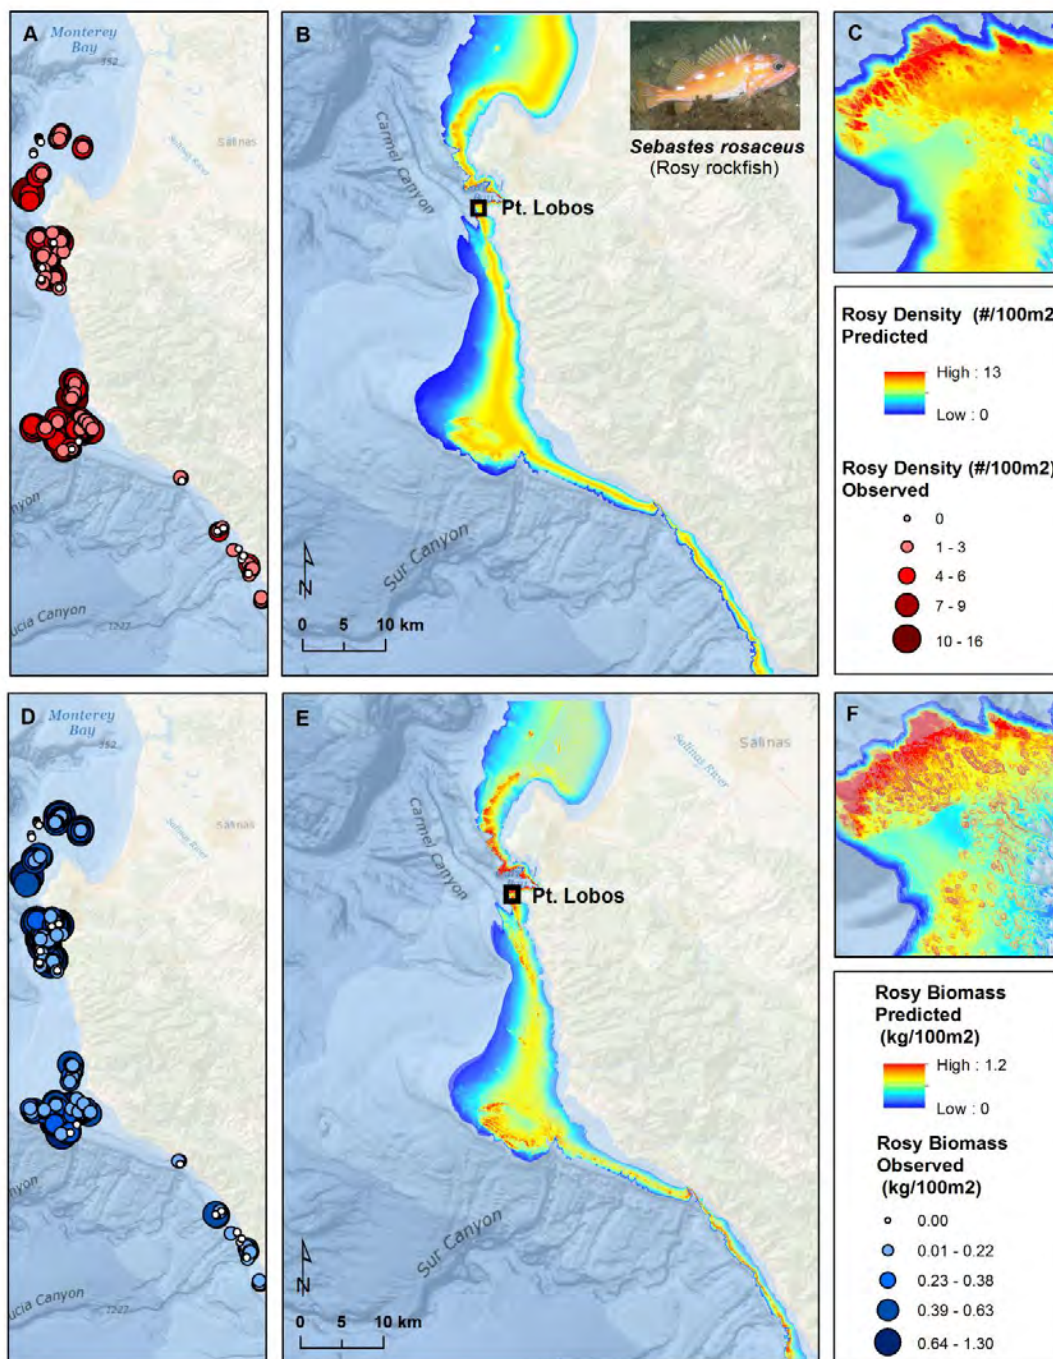 A
Monterey
Bay
352
Salinas River
Salinas
1227
B
Carmel Canyon
Pt. Lobos
Sebastes rosaceus
(Rosy rockfish)
Sur Canyon
N
0 5 10 km
C
Rosy Density (#/100m2
Predicted
High : 13
Low : 0
Rosy Density (#/100m2)
Observed
0
1 - 3
4 - 6
7 - 9
10 - 16
D
Monterey
Bay
352
Salinas River
Salinas
ucia Canyon
1227
E
Salinas River
Salinas
Carmel Canyon
Pt. Lobos
Sur Canyon
N
0 5 10 km
F
Rosy Biomass
Predicted
(kg/100m2)
High : 1.2
Low : 0
Rosy Biomass
Observed
(kg/100m2)
0.00
0.01 - 0.22
0.23 - 0.38
0.39 - 0.63
0.64 - 1.30